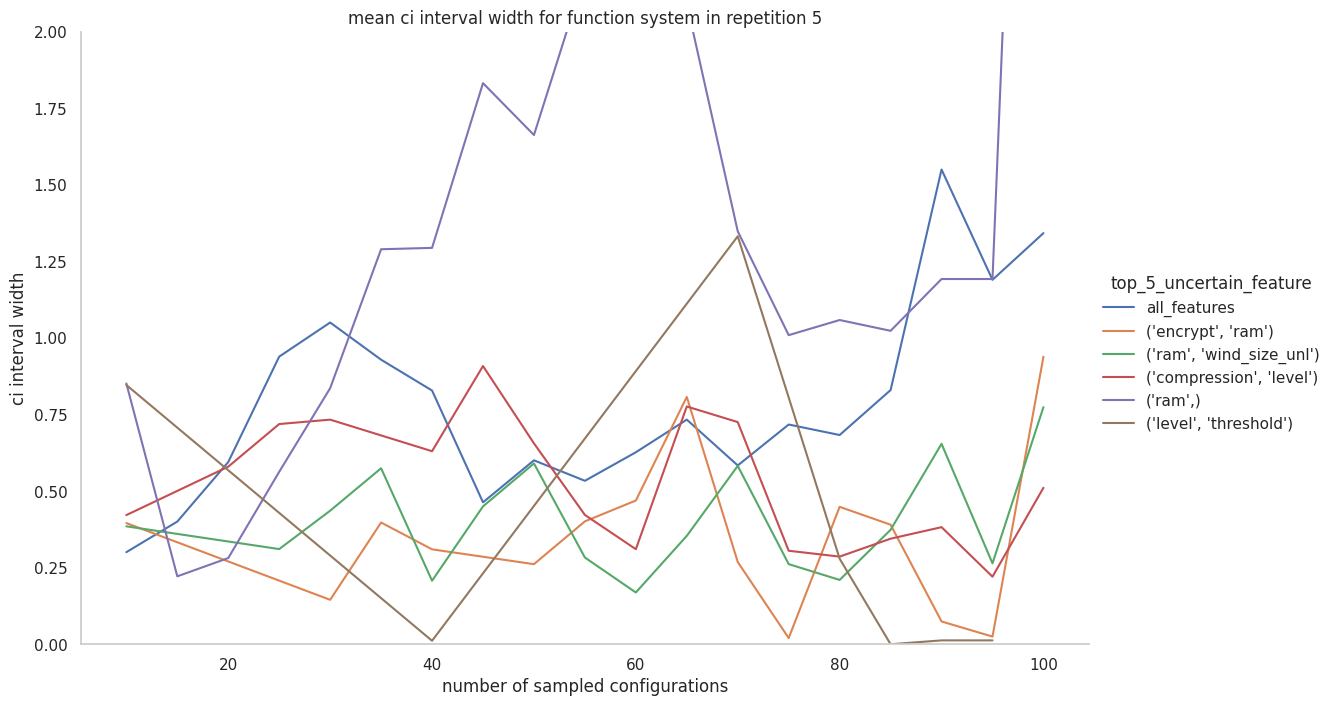 mean ci interval width for function system in repetition 5
2.00
1.75
1.50
1.25
1.00
0.75
0.50
0.25
0.00
ci interval width
20 40 60 80 100
number of sampled configurations
top_5_uncertain_feature
all_features
('encrypt', 'ram')
('ram', 'wind_size_unl')
('compression', 'level')
('ram',)
('level', 'threshold')